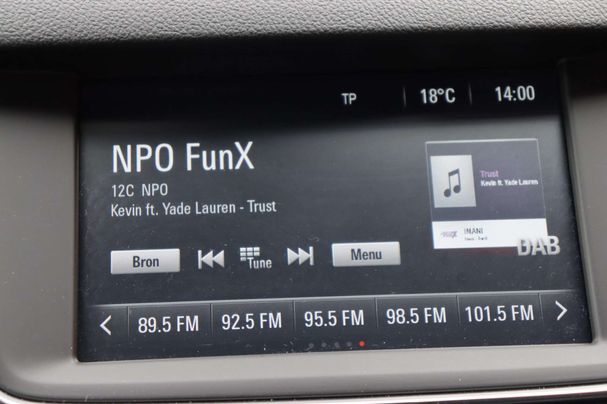 TP 18°C 14:00
NPO FunX
12C NPO
Kevin ft. Yade Lauren - Trust
Trust
Kevin ft. Yade Lauren
INANI
DAB
Bron Tune Menu
89.5 FM 92.5 FM 95.5 FM 98.5 FM 101.5 FM